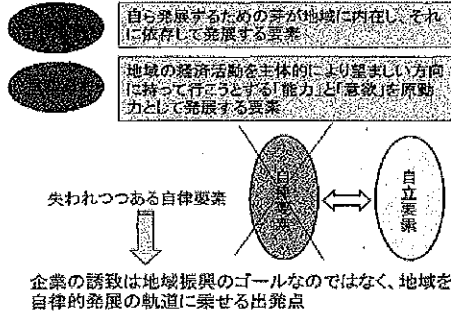 自ら発展するための芽が地域に内在し、それ
に依存して発展する要素
地域の経済活動を主体的により望ましい方向
に持って行こうとする「能力」と「意欲」を原動
力として発展する要素
失われつつある自律要素
自律要素
自立要素
企業の誘致は地域振興のゴールなのではなく、地域を
自律的発展の軌道に乗せる出発点